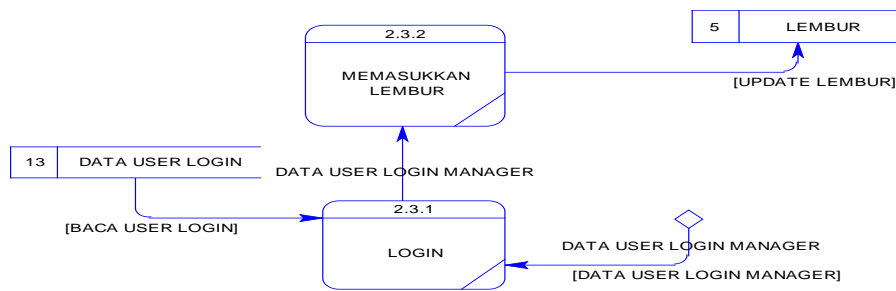 2.3.2
MEMASUKKAN
LEMBUR
5
LEMBUR
[UPDATE LEMBUR]
13
DATA USER LOGIN
DATA USER LOGIN MANAGER
[BACA USER LOGIN]
2.3.1
LOGIN
DATA USER LOGIN MANAGER
[DATA USER LOGIN MANAGER]